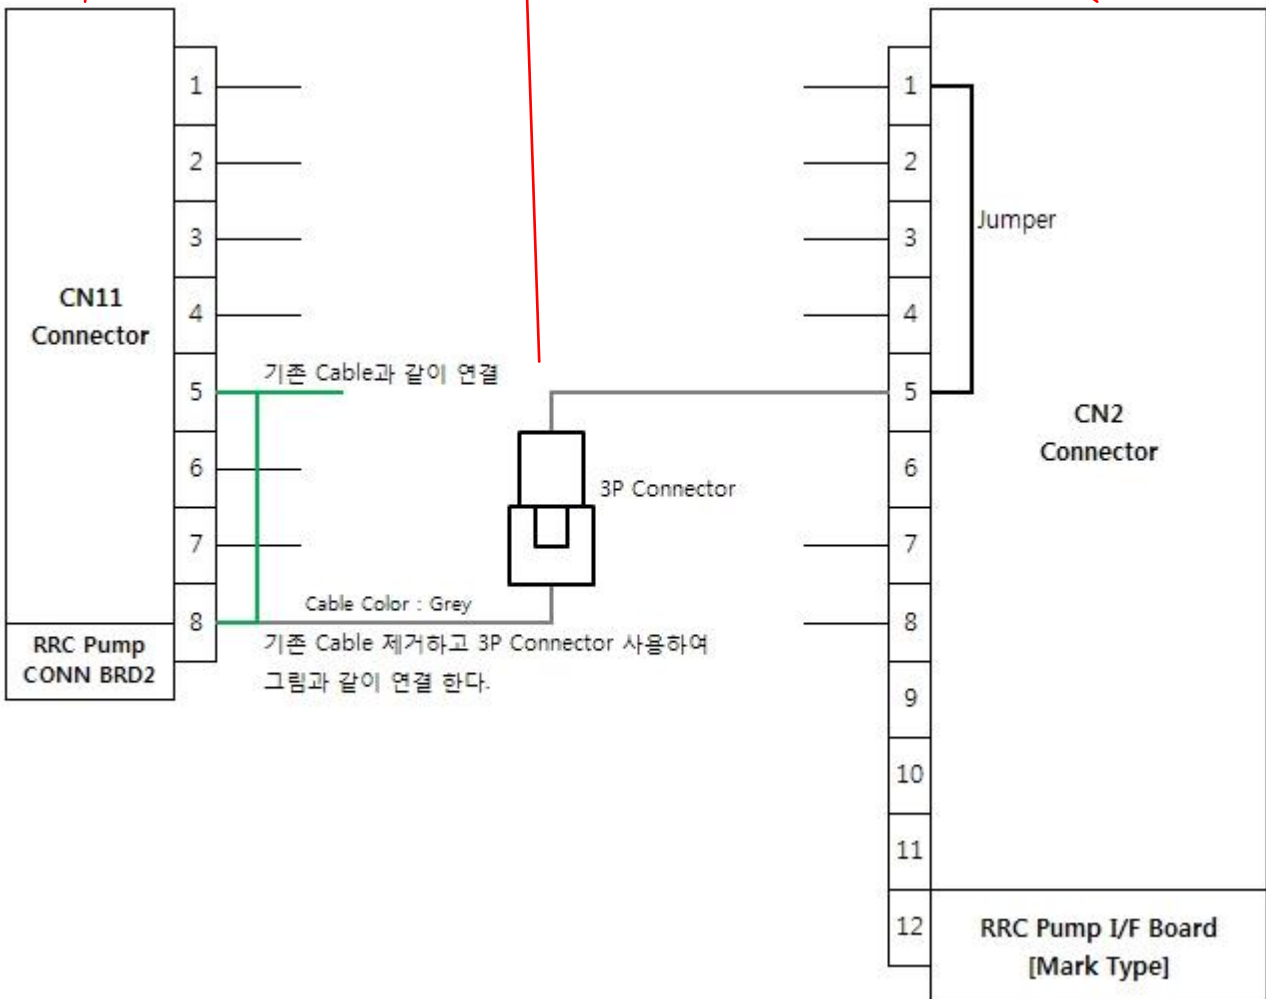 CN11
Connector
1
2
3
4
5
6
7
8
RRC Pump
CONN BRD2
기존 Cable과 같이 연결
3P Connector
Cable Color : Grey
기존 Cable 제거하고 3P Connector 사용하여
그림과 같이 연결 한다.
1
2
3
4
5
6
7
8
9
10
11
12
Jumper
CN2
Connector
RRC Pump I/F Board
[Mark Type]